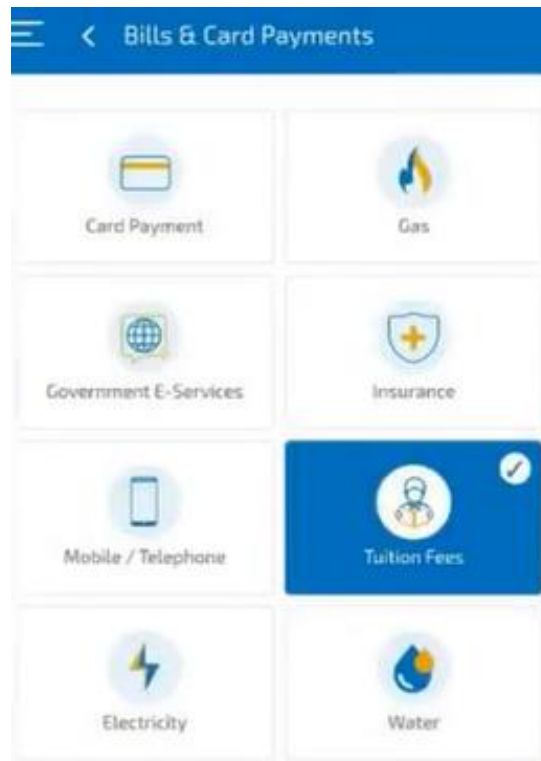 Bills & Card Payments
Card Payment
Gas
Government E-Services
Insurance
Mobile / Telephone
Tuition Fees
Electricity
Water